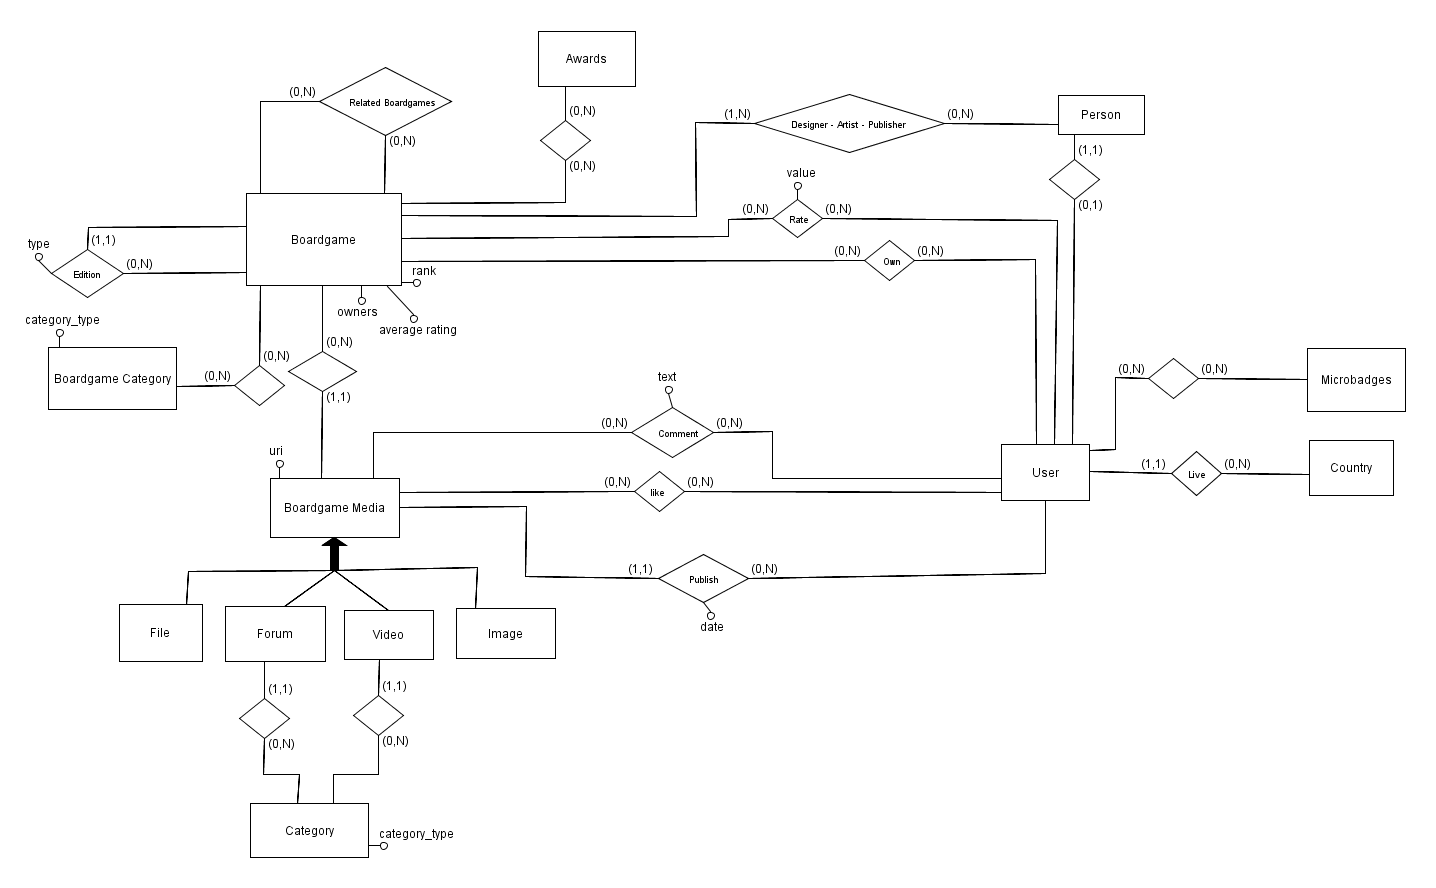 Awards
(0,N)
Related Boardgames
(0,N)
(0,N)
(0,N)
(1,N)
Designer - Artist - Publisher
(0,N)
Person
(1,1)
(0,1)
value
(0,N)
Rate
(0,N)
Boardgame
(0,N)
Own
(0,N)
type
(1,1)
Edition
(0,N)
rank
owners
average rating
category_type
Boardgame Category
(0,N)
(0,N)
(0,N)
(1,1)
text
(0,N)
Comment
(0,N)
(0,N)
(0,N)
Microbadges
User
(1,1)
Live
(0,N)
Country
uri
Boardgame Media
(0,N)
like
(0,N)
(1,1)
Publish
(0,N)
date
File
Forum
Video
Image
(1,1)
(1,1)
(0,N)
(0,N)
Category
category_type